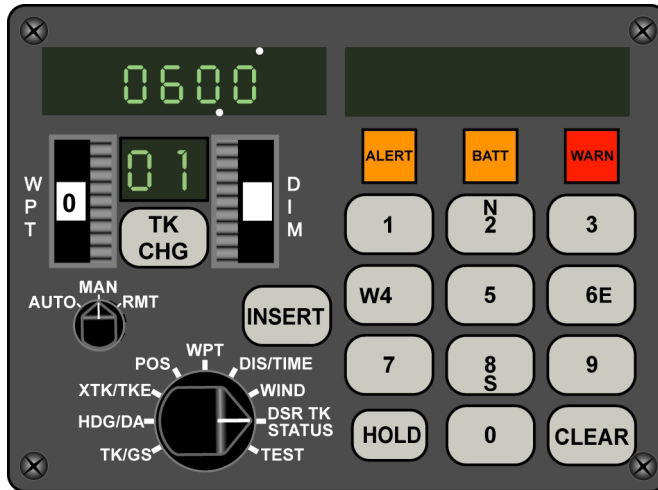 0600
ALERT
BATT
WARN
WPT
0
01
DIM
TK
CHG
1
N
2
3
AUTO
MAN
RMT
INSERT
W4
5
6E
POS
WPT
DIS/TIME
XTK/TKE
WIND
HDG/DA
DSR TK
STATUS
TK/GS
TEST
7
8
S
9
HOLD
0
CLEAR